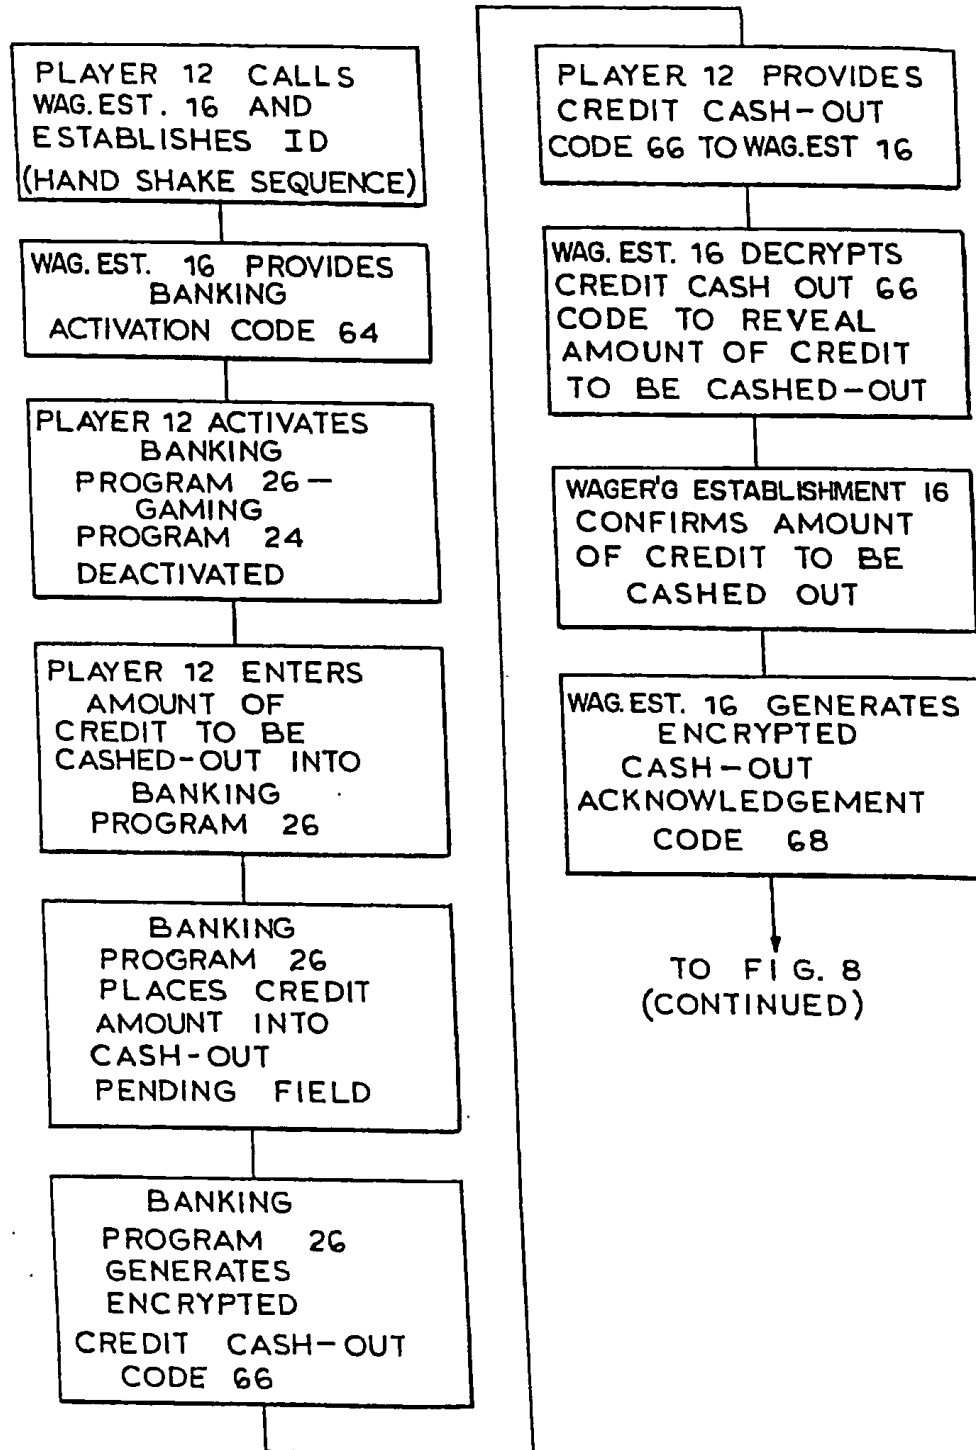 PLAYER 12 CALLS
WAG. EST. 16 AND
ESTABLISHES ID
(HAND SHAKE SEQUENCE)
WAG. EST. 16 PROVIDES
BANKING
ACTIVATION CODE 64
PLAYER 12 ACTIVATES
BANKING
PROGRAM 26 —
GAMING
PROGRAM 24
DEACTIVATED
PLAYER 12 ENTERS
AMOUNT OF
CREDIT TO BE
CASHED-OUT INTO
BANKING
PROGRAM 26
BANKING
PROGRAM 26
PLACES CREDIT
AMOUNT INTO
CASH-OUT
PENDING FIELD
BANKING
PROGRAM 26
GENERATES
ENCRYPTED
CREDIT CASH-OUT
CODE 66
PLAYER 12 PROVIDES
CREDIT CASH-OUT
CODE 66 TO WAG.EST 16
WAG. EST. 16 DECRYPTS
CREDIT CASH OUT 66
CODE TO REVEAL
AMOUNT OF CREDIT
TO BE CASHED-OUT
WAGER'G ESTABLISHMENT 16
CONFIRMS AMOUNT
OF CREDIT TO BE
CASHED OUT
WAG. EST. 16 GENERATES
ENCRYPTED
CASH-OUT
ACKNOWLEDGEMENT
CODE 68
TO FIG. 8
(CONTINUED)